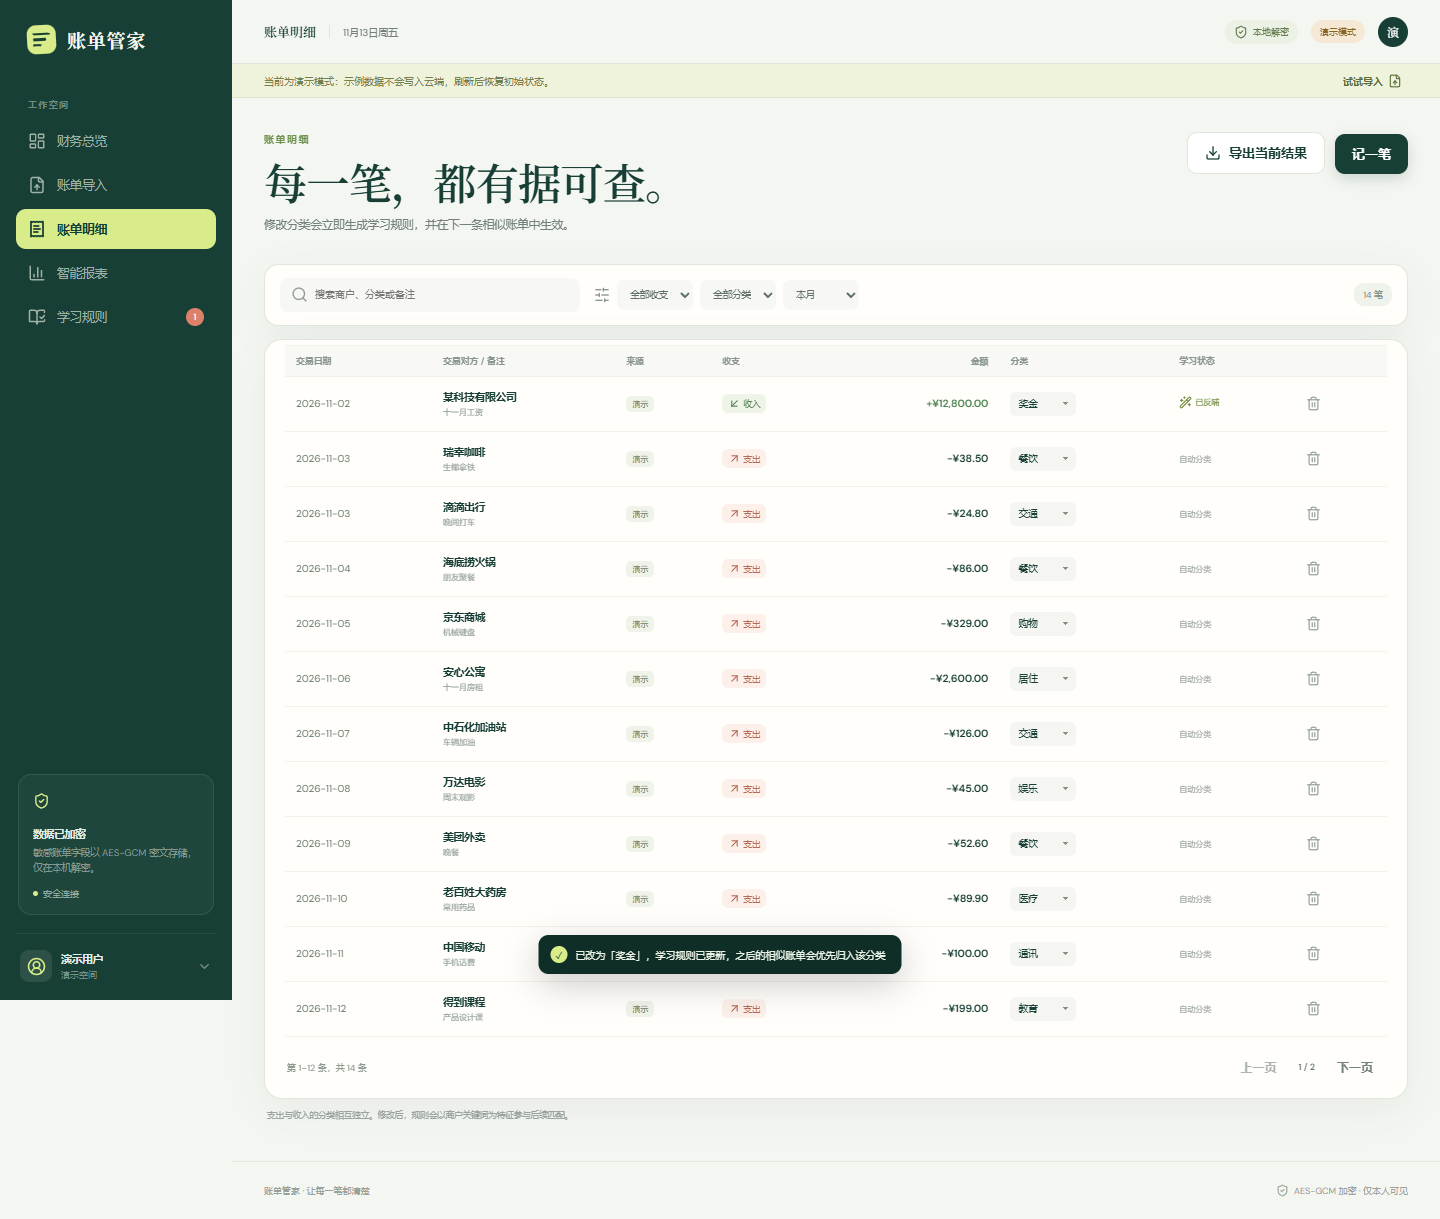 账单管家
工作空间
财务总览
账单导入
账单明细
智能报表
学习规则
1
数据已加密
敏感账单字段以 AES-GCM 密文存储，
仅在本机解密。
安全连接
演示用户
演示空间
账单明细
11月13日周五
本地解密
演示模式
演
当前为演示模式：示例数据不会写入云端，刷新后恢复初始状态。
试试导入
账单明细
每一笔，都有据可查。
修改分类会立即生成学习规则，并在下一条相似账单中生效。
导出当前结果
记一笔
搜索商户、分类或备注
全部收支
全部分类
本月
14 笔
交易日期 交易对方 / 备注 来源 收支 金额 分类 学习状态
2026-11-02 某科技有限公司 演示 收入 +¥12,800.00 奖金 已反哺
十一月工资
2026-11-03 瑞幸咖啡 演示 支出 -¥38.50 餐饮 自动分类
生椰拿铁
2026-11-03 滴滴出行 演示 支出 -¥24.80 交通 自动分类
晚间打车
2026-11-04 海底捞火锅 演示 支出 -¥86.00 餐饮 自动分类
朋友聚餐
2026-11-05 京东商城 演示 支出 -¥329.00 购物 自动分类
机械键盘
2026-11-06 安心公寓 演示 支出 -¥2,600.00 居住 自动分类
十一月房租
2026-11-07 中石化加油站 演示 支出 -¥126.00 交通 自动分类
车辆加油
2026-11-08 万达电影 演示 支出 -¥45.00 娱乐 自动分类
周末观影
2026-11-09 美团外卖 演示 支出 -¥52.60 餐饮 自动分类
晚餐
2026-11-10 老百姓大药房 演示 支出 -¥89.90 医疗 自动分类
常用药品
2026-11-11 中国移动 -¥100.00 通讯 自动分类
手机话费
已改为「奖金」，学习规则已更新，之后的相似账单会优先归入该分类
2026-11-12 得到课程 演示 支出 -¥199.00 教育 自动分类
产品设计课
第 1-12 条，共 14 条
上一页
1 / 2
下一页
支出与收入的分类相互独立。修改后，规则会以商户关键词为特征参与后续匹配。
账单管家 · 让每一笔都清楚
AES-GCM 加密 · 仅本人可见